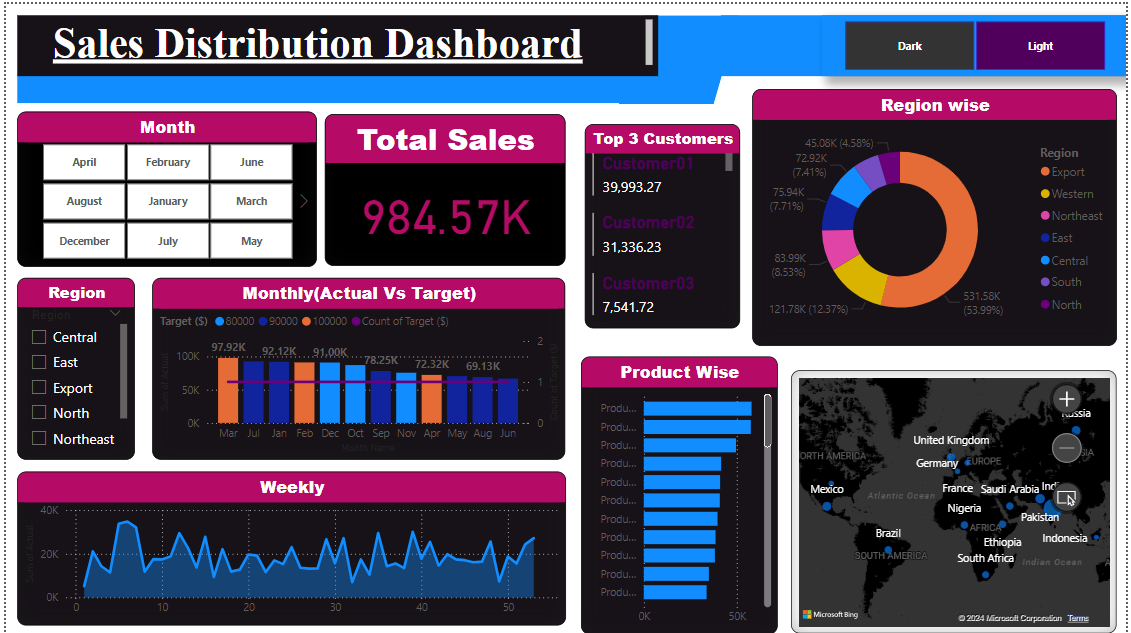 Sales Distribution Dashboard
Dark
Light
Month
April
February
June
August
January
March
December
July
May
Total Sales
984.57K
Top 3 Customers
Customer01
39,993.27
Customer02
31,336.23
Customer03
7,541.72
Region wise
45.08K (4.58%)
72.92K
(7.41%)
75.94K
(7.71%)
83.99K
(8.53%)
121.78K (12.37%)
531.58K
(53.99%)
Region
Export
Western
Northeast
East
Central
South
North
Region
Region
Central
East
Export
North
Northeast
Monthly(Actual Vs Target)
Target ($) 80000 90000 100000 Count of Target ($)
Sum of Actual
100K
50K
0K
97.92K
92.12K
91.00K
78.25K
72.32K
69.13K
2
1
0
Count of Target ($)
Mar Jul Jan Feb Dec Oct Sep Nov Apr May Aug Jun
Month Name
Weekly
Sum of Actual
40K
20K
0K
0 10 20 30 40 50
Product Wise
Produ...
Produ...
Produ...
Produ...
Produ...
Produ...
Produ...
Produ...
Produ...
Produ...
Produ...
0K 50K
Russia
United Kingdom
NORTH AMERICA
Germany
EUROPE
ASIA
France
Saudi Arabia
Mexico
Atlantic Ocean
Nigeria
Pakistan
AFRICA
Brazil
Ethiopia
Indonesia
SOUTH AMERICA
South Africa
Indian Ocean
Microsoft Bing
© 2024 Microsoft Corporation Terms